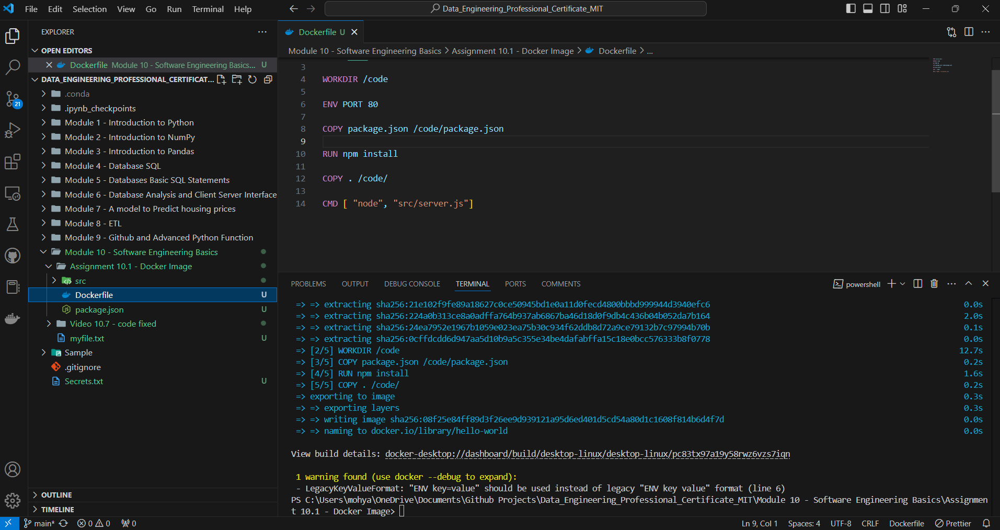 File Edit Selection View Go Run Terminal Help
Data_Engineering_Professional_Certificate_MIT
EXPLORER
OPEN EDITORS
Dockerfile Module 10 - Software Engineering Basics... U
DATA_ENGINEERING_PROFESSIONAL_CERTIFICAT...
.conda
.ipynb_checkpoints
Module 1 - Introduction to Python
Module 2 - Introduction to NumPy
Module 3 - Introduction to Pandas
Module 4 - Database SQL
Module 5 - Databases Basic SQL Statements
Module 6 - Database Analysis and Client Server Interface
Module 7 - A model to Predict housing prices
Module 8 - ETL
Module 9 - Github and Advanced Python Function
Module 10 - Software Engineering Basics
Assignment 10.1 - Docker Image
src
Dockerfile U
package.json U
Video 10.7 - code fixed
myfile.txt U
Sample
.gitignore
Secrets.txt U
OUTLINE
TIMELINE
21
Dockerfile U
Module 10 - Software Engineering Basics > Assignment 10.1 - Docker Image > Dockerfile > ...
3
4 WORKDIR /code
5
6 ENV PORT 80
7
8 COPY package.json /code/package.json
9
10 RUN npm install
11
12 COPY . /code/
13
14 CMD [ "node", "src/server.js"]
PROBLEMS OUTPUT DEBUG CONSOLE TERMINAL PORTS COMMENTS
powershell
=> => extracting sha256:21e102f9fe89a18627c0ce50945bd1e0a11d0fecd4800bbbd999944d3940efc6 0.0s
=> => extracting sha256:224a0b313ce8a0adffa764b937ab6867ba46d18d0f9db4c436b04b052da7b164 2.0s
=> => extracting sha256:24ea7952e1967b1059e023ea75b30c934f62ddb8d72a9ce79132b7c97994b70b 0.1s
=> => extracting sha256:0cffdcdd6d947aa5d10b9a5c355e34be4dafabffa15c18e0bcc576333b8f0778 0.0s
=> [2/5] WORKDIR /code 12.7s
=> [3/5] COPY package.json /code/package.json 0.2s
=> [4/5] RUN npm install 1.6s
=> [5/5] COPY . /code/ 0.2s
=> exporting to image 0.3s
=> => exporting layers 0.3s
=> => writing image sha256:08f25e84ff89d3f26ee9d939121a95d6ed401d5cd54a80d1c1608f814b6d4f7d 0.0s
=> => naming to docker.io/library/hello-world 0.0s
View build details: docker-desktop://dashboard/build/desktop-linux/desktop-linux/pc83tx97a19y58rwz6vzs7iqn
1 warning found (use docker --debug to expand):
- LegacyKeyValueFormat: "ENV key=value" should be used instead of legacy "ENV key value" format (line 6)
PS C:\Users\mohya\OneDrive\Documents\Github Projects\Data_Engineering_Professional_Certificate_MIT\Module 10 - Software Engineering Basics\Assignmen
t 10.1 - Docker Image>
main* 0 0 0 Ln 9, Col 1 Spaces: 4 UTF-8 CRLF Dockerfile Prettier